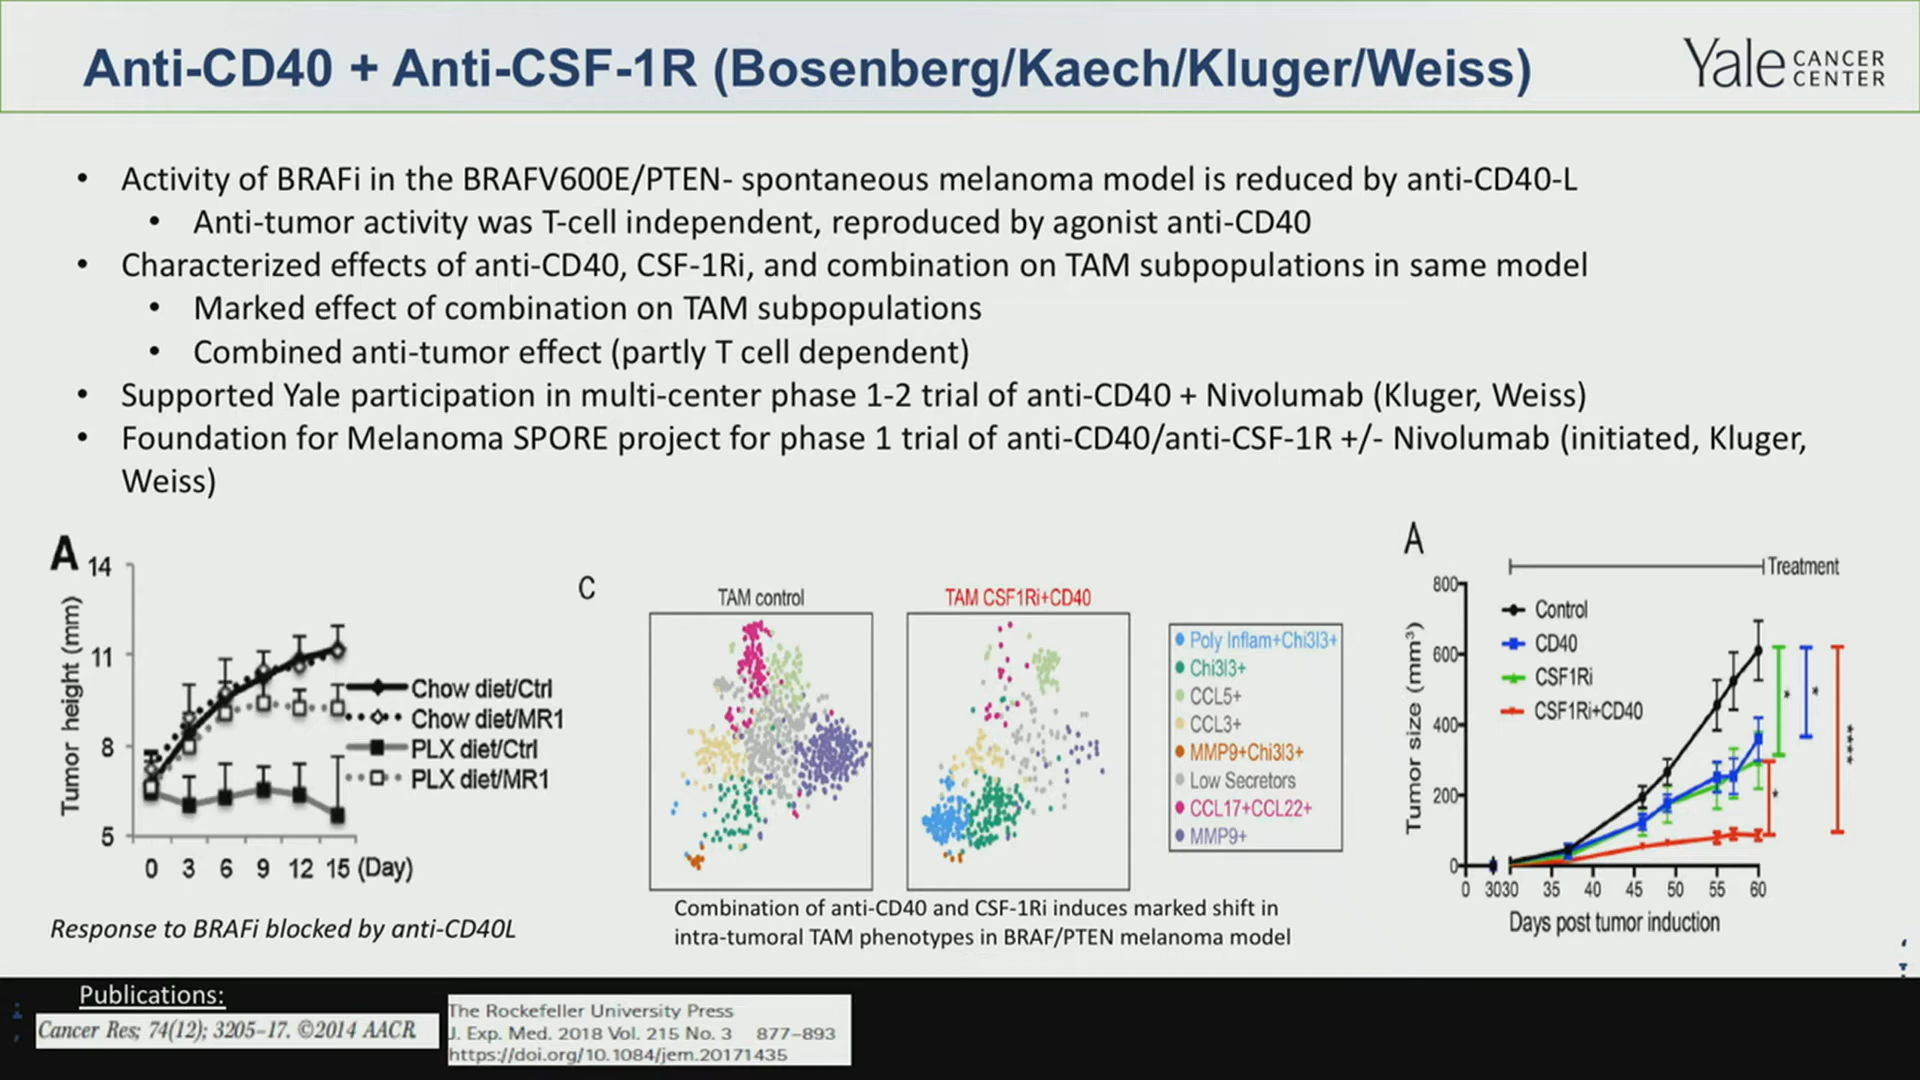 Anti-CD40 + Anti-CSF-1R (Bosenberg/Kaech/Kluger/Weiss)
Yale CANCER
CENTER
• Activity of BRAFi in the BRAFV600E/PTEN- spontaneous melanoma model is reduced by anti-CD40-L
• Anti-tumor activity was T-cell independent, reproduced by agonist anti-CD40
• Characterized effects of anti-CD40, CSF-1Ri, and combination on TAM subpopulations in same model
• Marked effect of combination on TAM subpopulations
• Combined anti-tumor effect (partly T cell dependent)
• Supported Yale participation in multi-center phase 1-2 trial of anti-CD40 + Nivolumab (Kluger, Weiss)
• Foundation for Melanoma SPORE project for phase 1 trial of anti-CD40/anti-CSF-1R +/- Nivolumab (initiated, Kluger,
Weiss)
A
14
11
8
5
Tumor height (mm)
Chow diet/Ctrl
Chow diet/MR1
PLX diet/Ctrl
PLX diet/MR1
0 3 6 9 12 15 (Day)
Response to BRAFi blocked by anti-CD40L
C
TAM control
TAM CSF1Ri+CD40
Poly Inflam+Chi3l3+
Chi3l3+
CCL5+
CCL3+
MMP9+Chi3l3+
Low Secretors
CCL17+CCL22+
MMP9+
Combination of anti-CD40 and CSF-1Ri induces marked shift in
intra-tumoral TAM phenotypes in BRAF/PTEN melanoma model
A
Treatment
800
600
400
200
0
Tumor size (mm³)
Control
CD40
CSF1Ri
CSF1Ri+CD40
*
*
*
****
0 30 30 35 40 45 50 55 60
Days post tumor induction
Publications:
Cancer Res; 74(12); 3205–17. ©2014 AACR
The Rockefeller University Press
J. Exp. Med. 2018 Vol. 215 No. 3 877–893
https://doi.org/10.1084/jem.20171435